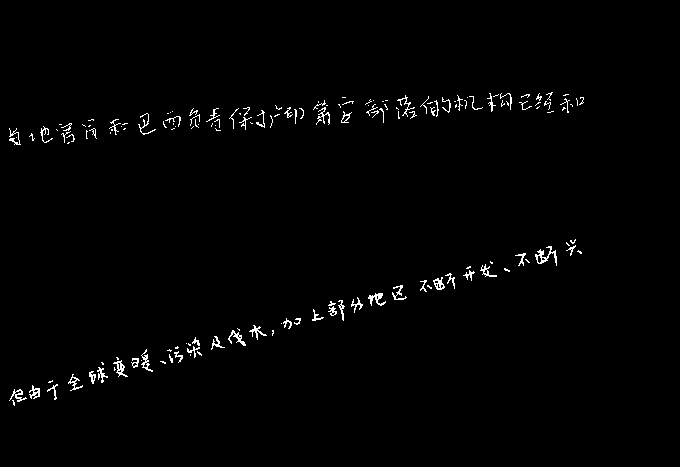 当地官员和巴西负责保护印第安部落的机构已经和
但由于全球变暖、污染及伐木,加上部分地区不断开发、不断兴